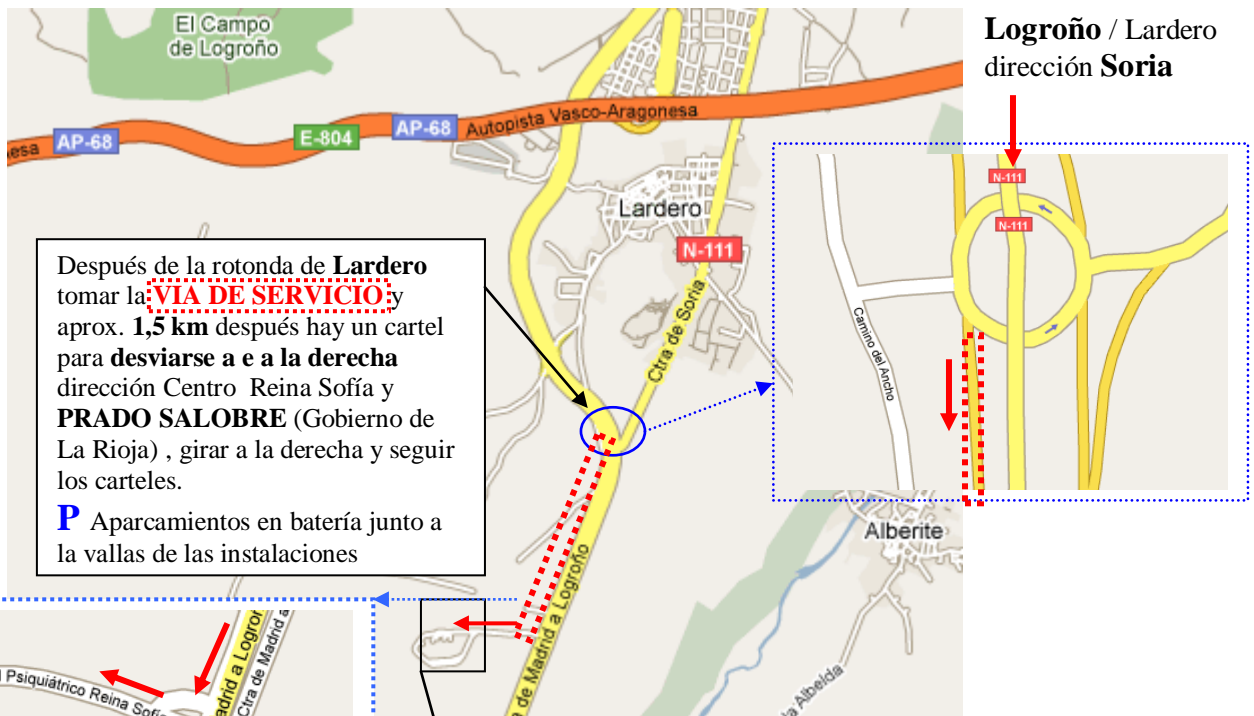 El Campo
de Logroño
Logroño / Lardero
dirección Soria
AP-68
E-804
AP-68
Autopista Vasco-Aragonesa
esa
Lardero
N-111
Ctra de Soria
N-111
N-111
Camino del Ancho
Después de la rotonda de Lardero
tomar la VIA DE SERVICIO y
aprox. 1,5 km después hay un cartel
para desviarse a e a la derecha
dirección Centro Reina Sofía y
PRADO SALOBRE (Gobierno de
La Rioja) , girar a la derecha y seguir
los carteles.
P Aparcamientos en batería junto a
la vallas de las instalaciones
Alberite
a de Madrid a Logroño
la Albelda
l Psiquiátrico Reina Sofía
adrid a Logroñ
Ctra de Madrid a